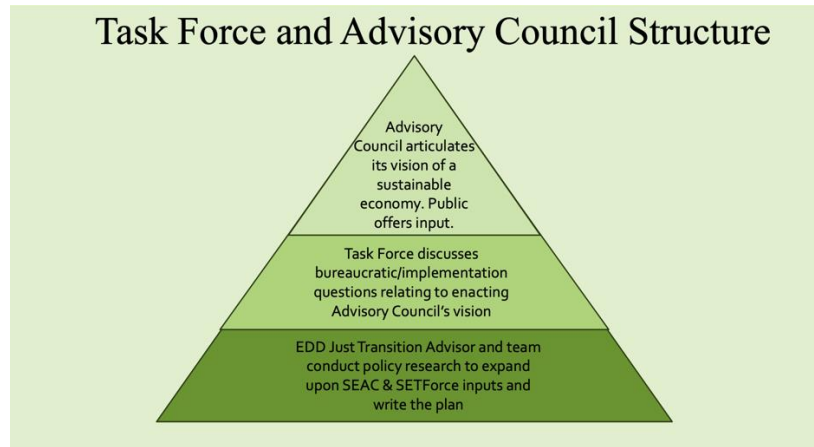 Task Force and Advisory Council Structure
Advisory
Council articulates
its vision of a
sustainable
economy. Public
offers input.
Task Force discusses
bureaucratic/implementation
questions relating to enacting
Advisory Council's vision
EDD Just Transition Advisor and team
conduct policy research to expand
upon SEAC & SETForce inputs and
write the plan